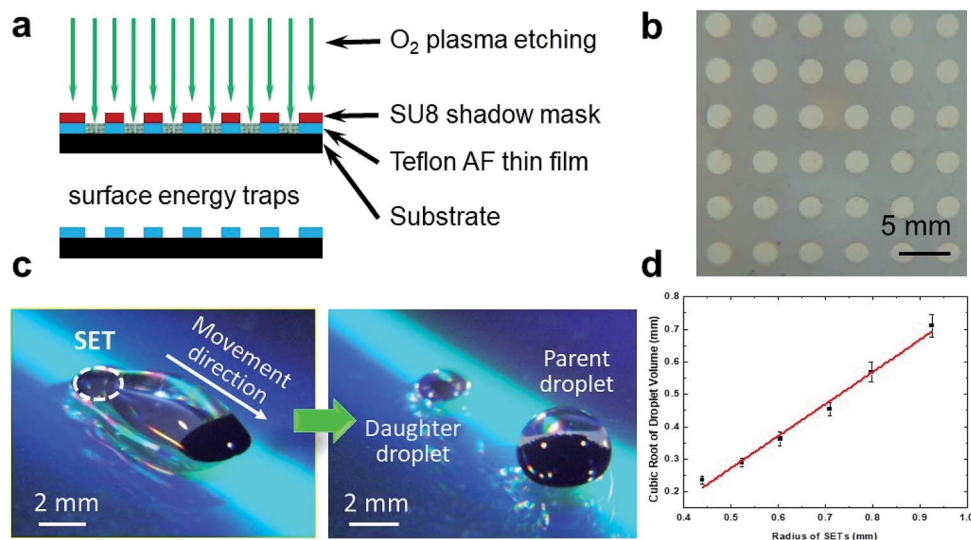 a
O₂ plasma etching
SU8 shadow mask
Teflon AF thin film
surface energy traps
Substrate
b
5 mm
c
SET
Movement
direction
2 mm
Parent
droplet
Daughter
droplet
2 mm
d
Cubic Root of Droplet Volume (mm)
0.8
0.7
0.6
0.5
0.4
0.3
0.2
0.4
0.5
0.6
0.7
0.8
0.9
1.0
Radius of SETs (mm)